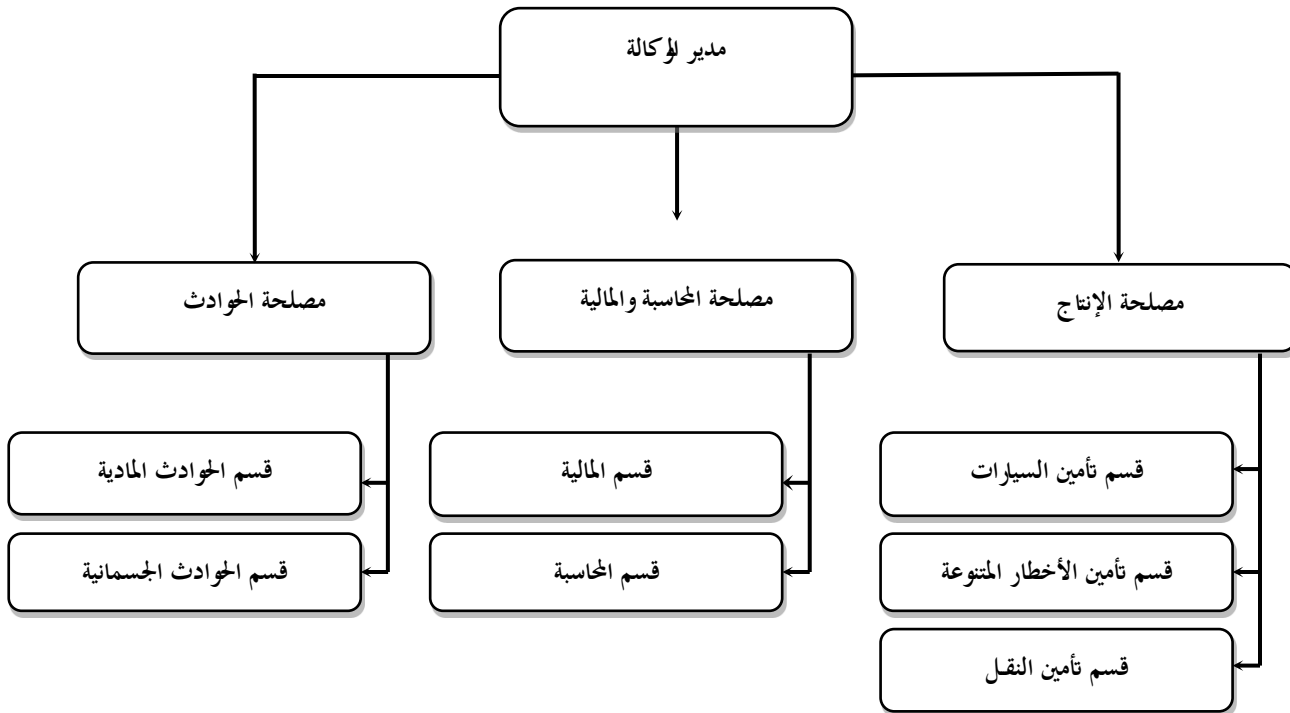 مدير الوكالة
مصلحة الإنتاج
مصلحة المحاسبة والمالية
مصلحة الحوادث
قسم تأمين السيارات
قسم المالية
قسم الحوادث المادية
قسم تأمين الأخطار المتنوعة
قسم المحاسبة
قسم الحوادث الجسمانية
قسم تأمين النقـل